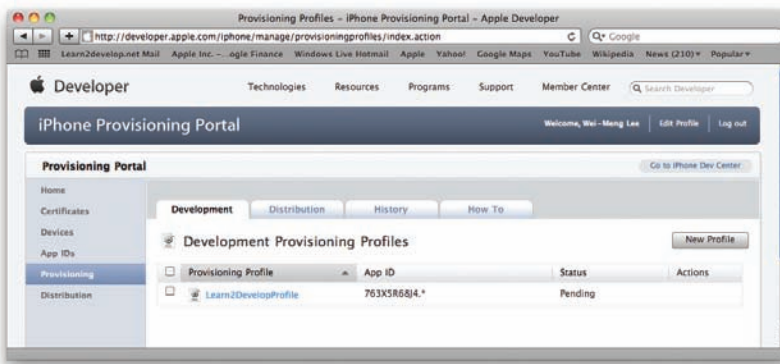 Provisioning Profiles – iPhone Provisioning Portal – Apple Developer
http://developer.apple.com/iphone/manage/provisioningprofiles/index.action
Google
Learn2develop.net Mail Apple Inc. – ...ogle Finance Windows Live Hotmail Apple Yahoo! Google Maps YouTube Wikipedia News (210) Popular
Developer
Technologies Resources Programs Support Member Center Search Developer
iPhone Provisioning Portal
Welcome, Wei-Meng Lee Edit Profile Log out
Provisioning Portal
Go to iPhone Dev Center
Home
Certificates
Devices
App IDs
Provisioning
Distribution
Development Distribution History How To
Development Provisioning Profiles
New Profile
Provisioning Profile App ID Status Actions
Learn2DevelopProfile 763X5R68J4.* Pending